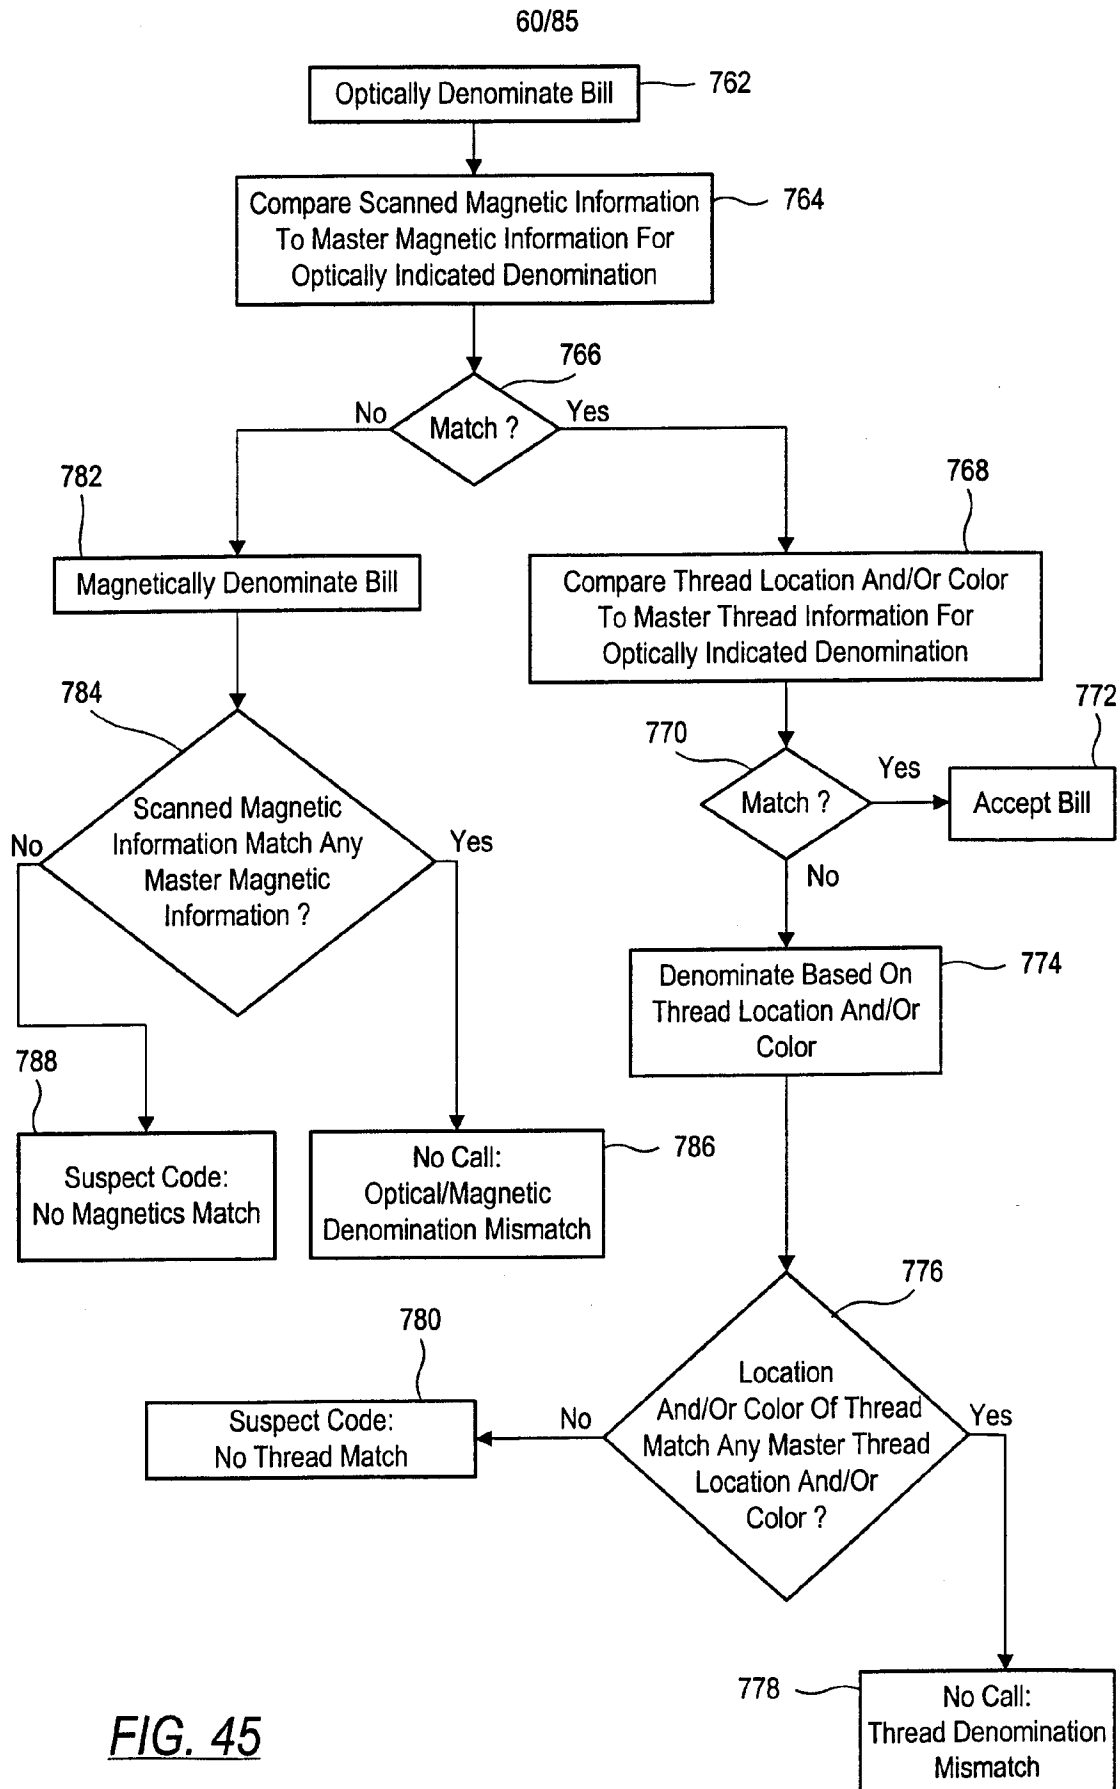 60/85
Optically Denominate Bill
762
Compare Scanned Magnetic Information
To Master Magnetic Information For
Optically Indicated Denomination
764
766
No
Match ?
Yes
782
768
Magnetically Denominate Bill
Compare Thread Location And/Or Color
To Master Thread Information For
Optically Indicated Denomination
784
770
772
Match ?
Yes
Accept Bill
No
Scanned Magnetic
Information Match Any
Master Magnetic
Information ?
No
Yes
Denominate Based On
Thread Location And/Or
Color
774
788
Suspect Code:
No Magnetics Match
No Call:
Optical/Magnetic
Denomination Mismatch
786
776
780
Suspect Code:
No Thread Match
No
Location
And/Or Color Of Thread
Match Any Master Thread
Location And/Or
Color ?
Yes
778
No Call:
Thread Denomination
Mismatch
FIG. 45